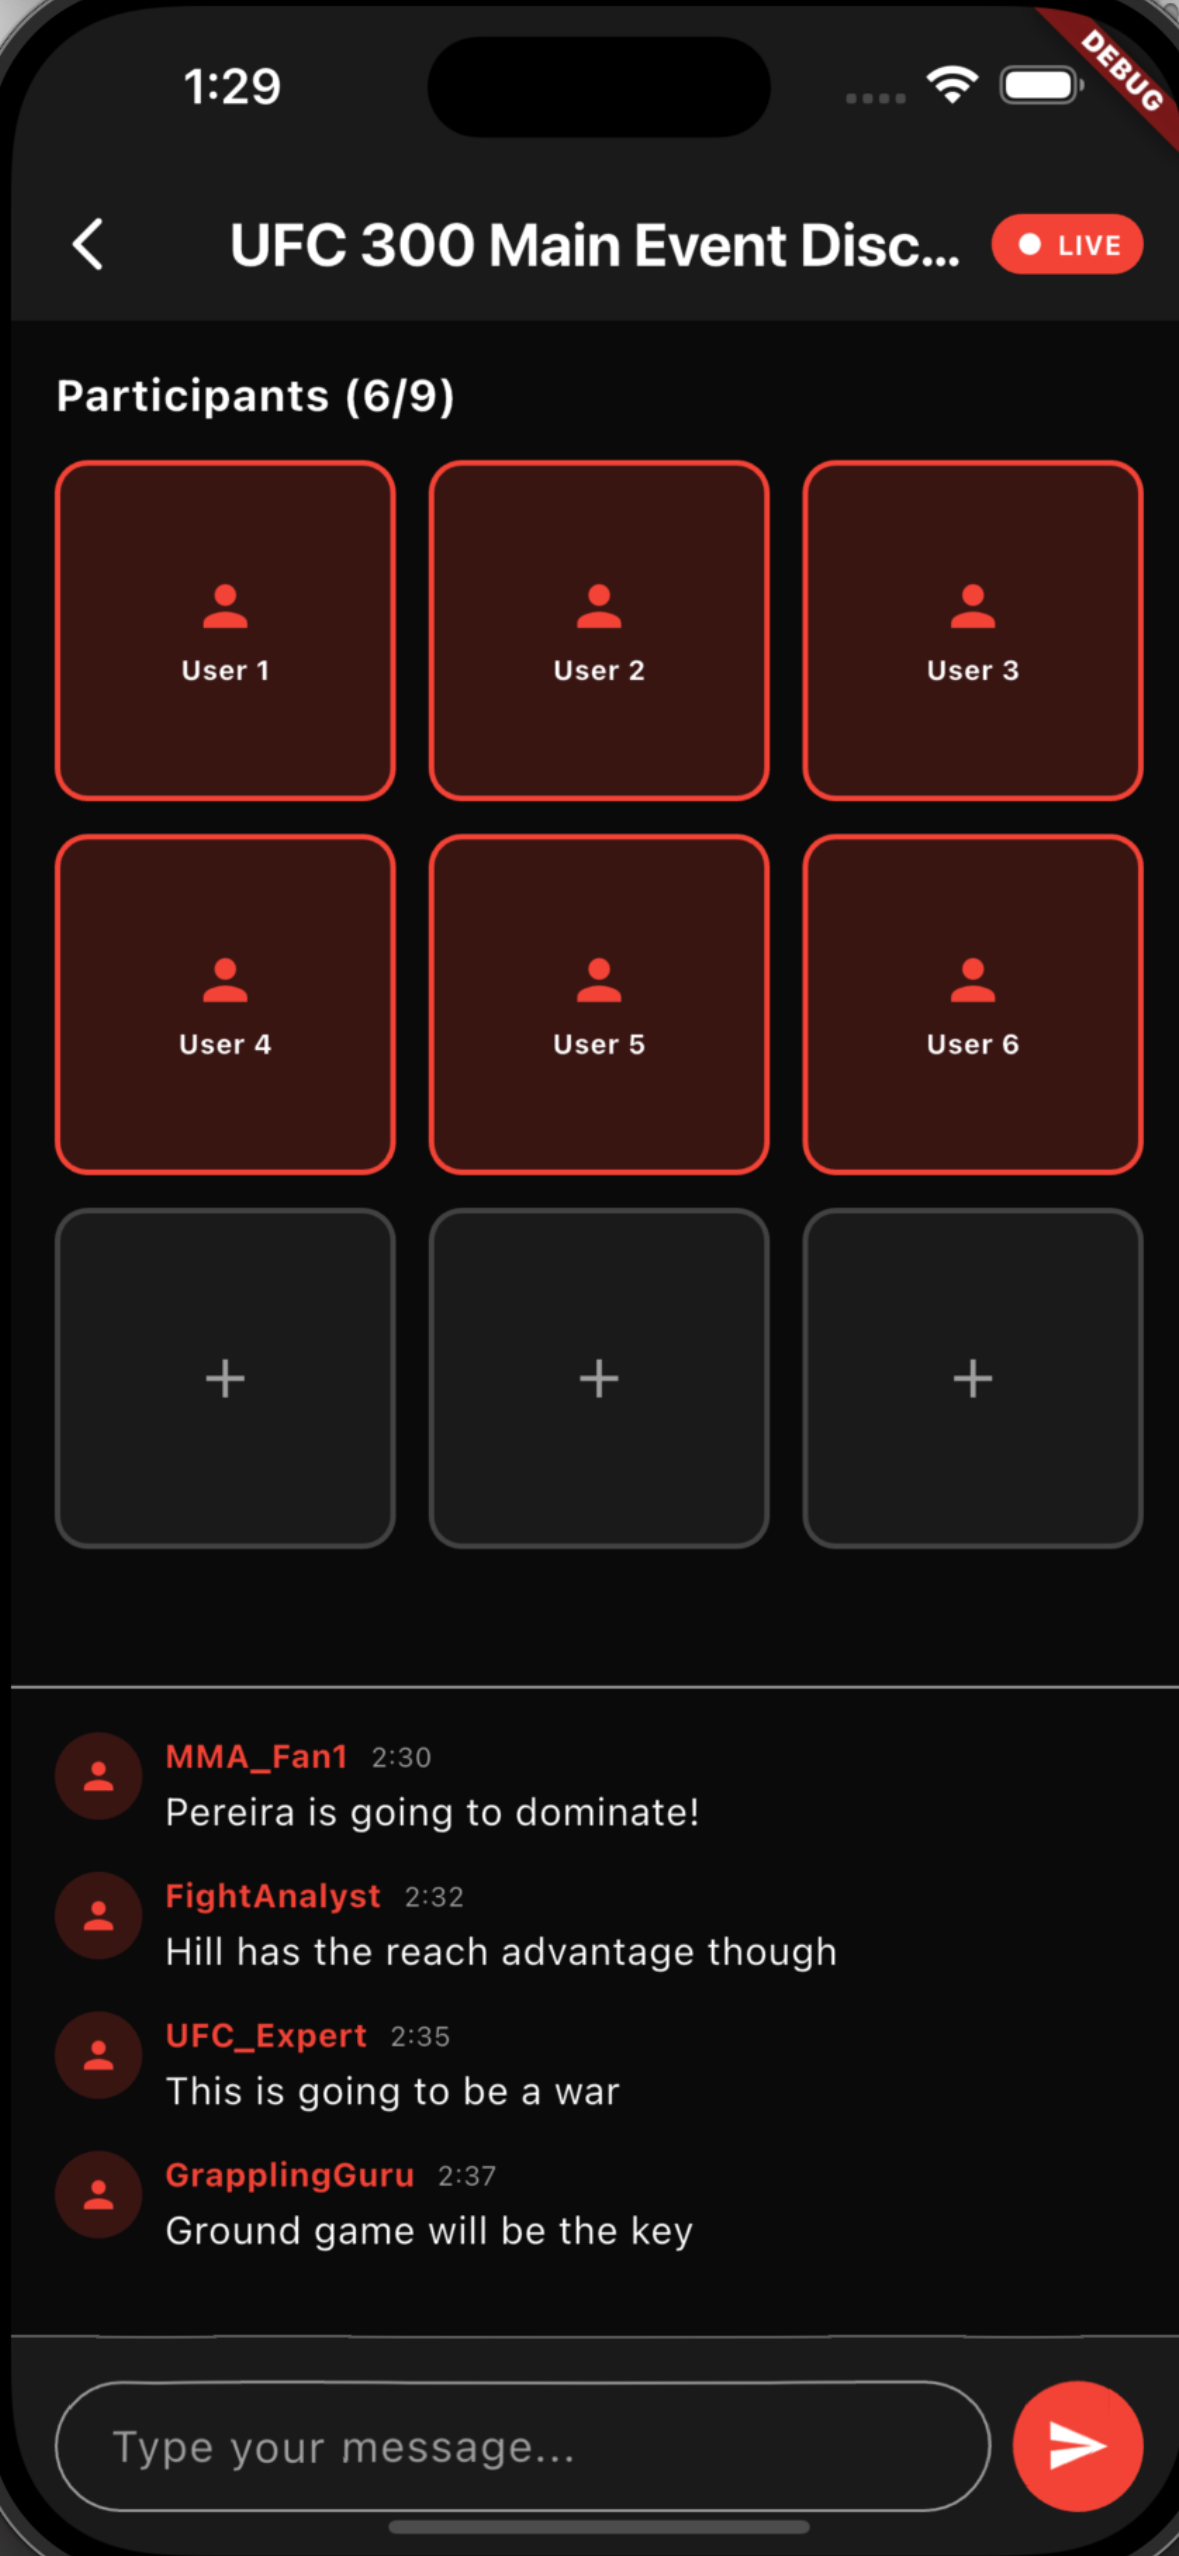 1:29
DEBUG
UFC 300 Main Event Disc...
LIVE
Participants (6/9)
User 1
User 2
User 3
User 4
User 5
User 6
MMA_Fan1 2:30
Pereira is going to dominate!
FightAnalyst 2:32
Hill has the reach advantage though
UFC_Expert 2:35
This is going to be a war
GrapplingGuru 2:37
Ground game will be the key
Type your message...